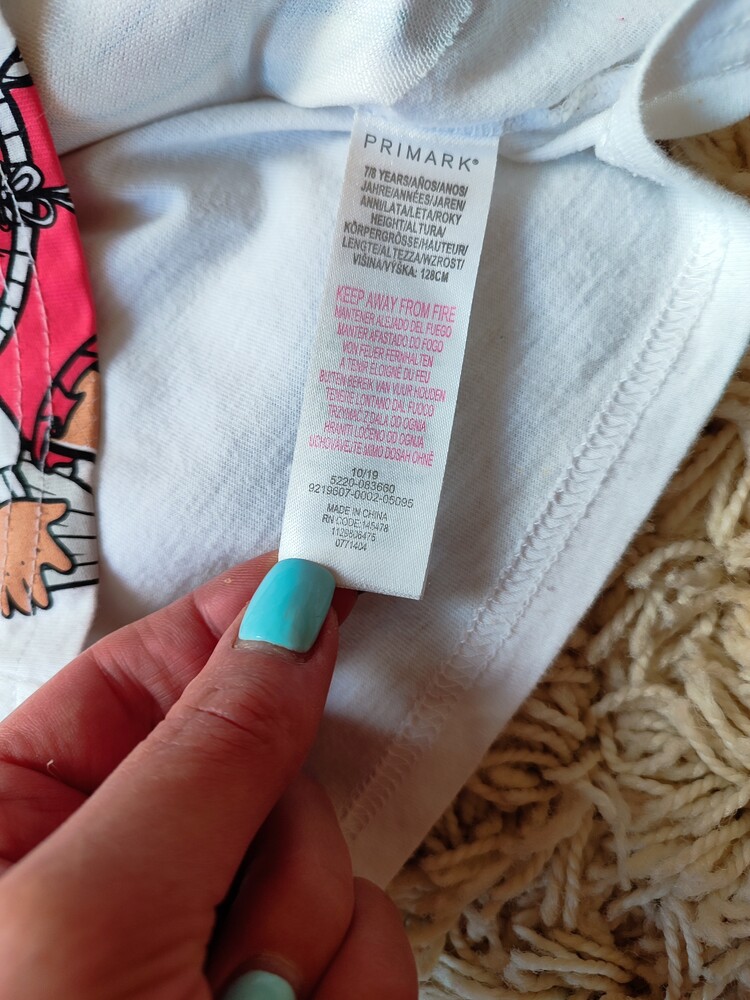 PRIMARK®
7/8 YEARS/AÑOS/ANOS/
JAHRE/ANNÉES/JAREN/
ANNI/LATA/LETA/ROKY
HEIGHT/ALTURA/
KÖRPERGRÖSSE/HAUTEUR/
LENGTE/ALTEZZA/WZROST/
VIŠINA/VÝŠKA: 128CM
KEEP AWAY FROM FIRE
MANTENER ALEJADO DEL FUEGO
MANTER AFASTADO DO FOGO
VON FEUER FERNHALTEN
À TENIR ÉLOIGNÉ DU FEU
BUITEN BEREIK VAN VUUR HOUDEN
TENERE LONTANO DAL FUOCO
TRZYMAĆ Z DALA OD OGNIA
HRANITI LOČENO OD OGNJA
UCHOVÁVEJTE MIMO DOSAH OHNĚ
10/19
5220-083660
9219607-0002-05095
MADE IN CHINA
RN CODE:145478
1129806475
0771404